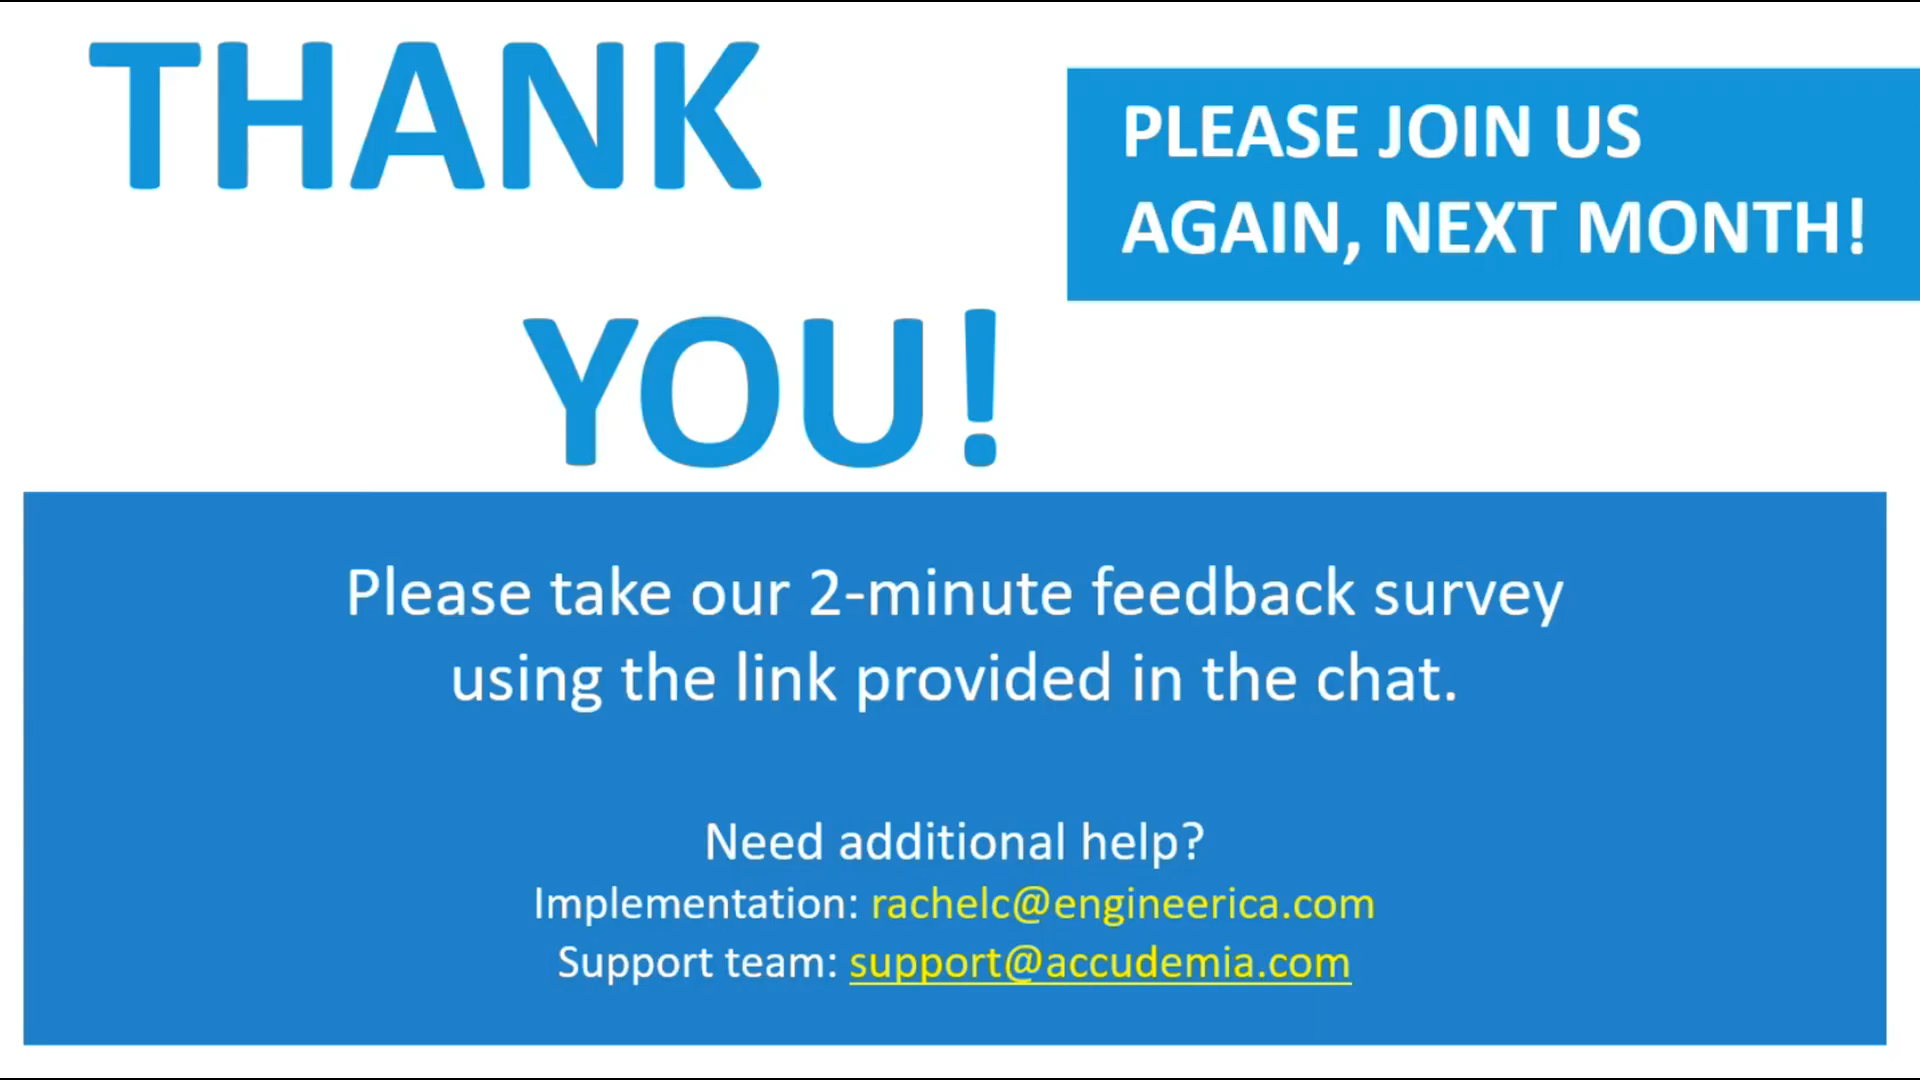 THANK
YOU!
PLEASE JOIN US
AGAIN, NEXT MONTH!
Please take our 2-minute feedback survey
using the link provided in the chat.
Need additional help?
Implementation: rachelc@engineerica.com
Support team: support@accudemia.com